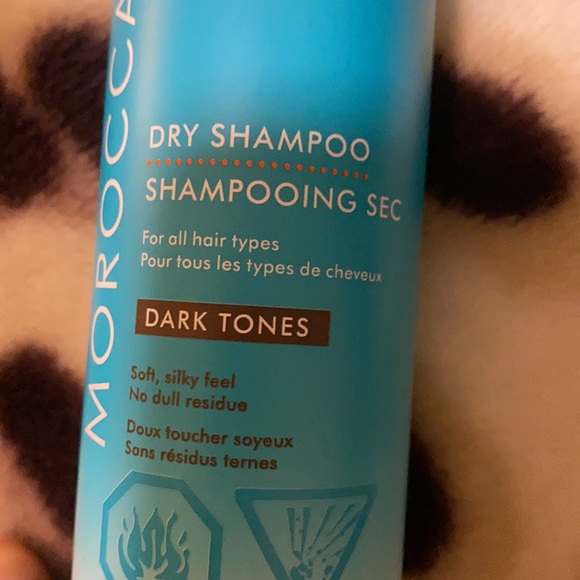 MOROCCA
DRY SHAMPOO
SHAMPOOING SEC
For all hair types
Pour tous les types de cheveux
DARK TONES
Soft, silky feel
No dull residue
Doux toucher soyeux
Sans résidus ternes